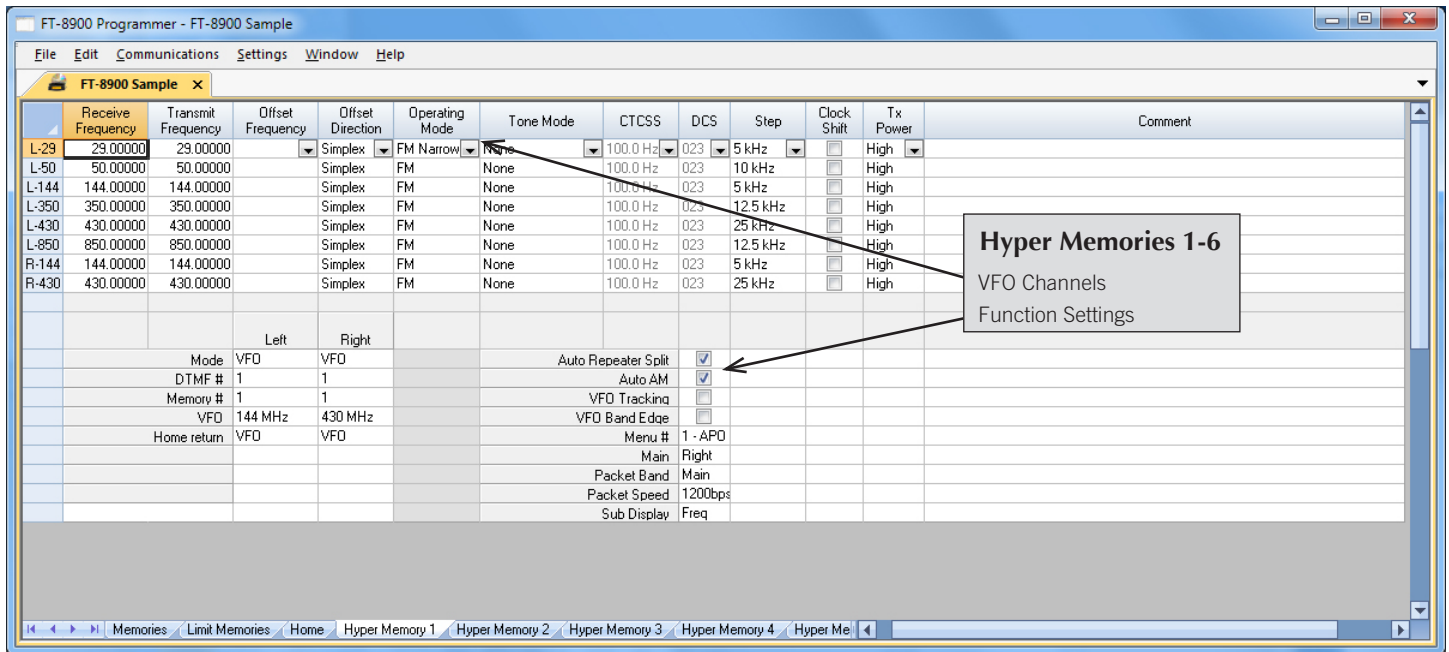 FT-8900 Programmer - FT-8900 Sample
File Edit Communications Settings Window Help
FT-8900 Sample x
Receive Frequency Transmit Frequency Offset Frequency Offset Direction Operating Mode Tone Mode CTCSS DCS Step Clock Shift Tx Power Comment
L-29 29.00000 29.00000 Simplex FM Narrow None 100.0 Hz 023 5 kHz High
L-50 50.00000 50.00000 Simplex FM None 100.0 Hz 023 10 kHz High
L-144 144.00000 144.00000 Simplex FM None 100.0 Hz 023 5 kHz High
L-350 350.00000 350.00000 Simplex FM None 100.0 Hz 023 12.5 kHz High
L-430 430.00000 430.00000 Simplex FM None 100.0 Hz 023 25 kHz High
L-850 850.00000 850.00000 Simplex FM None 100.0 Hz 023 12.5 kHz High
R-144 144.00000 144.00000 Simplex FM None 100.0 Hz 023 5 kHz High
R-430 430.00000 430.00000 Simplex FM None 100.0 Hz 023 25 kHz High
Hyper Memories 1-6
VFO Channels
Function Settings
Left Right
Mode VFO VFO Auto Repeater Split
DTMF # 1 1 Auto AM
Memory # 1 1 VFO Tracking
VFO 144 MHz 430 MHz VFO Band Edge
Home return VFO VFO Menu # 1 - APO
Main Right
Packet Band Main
Packet Speed 1200bps
Sub Display Freq
Memories Limit Memories Home Hyper Memory 1 Hyper Memory 2 Hyper Memory 3 Hyper Memory 4 Hyper Me